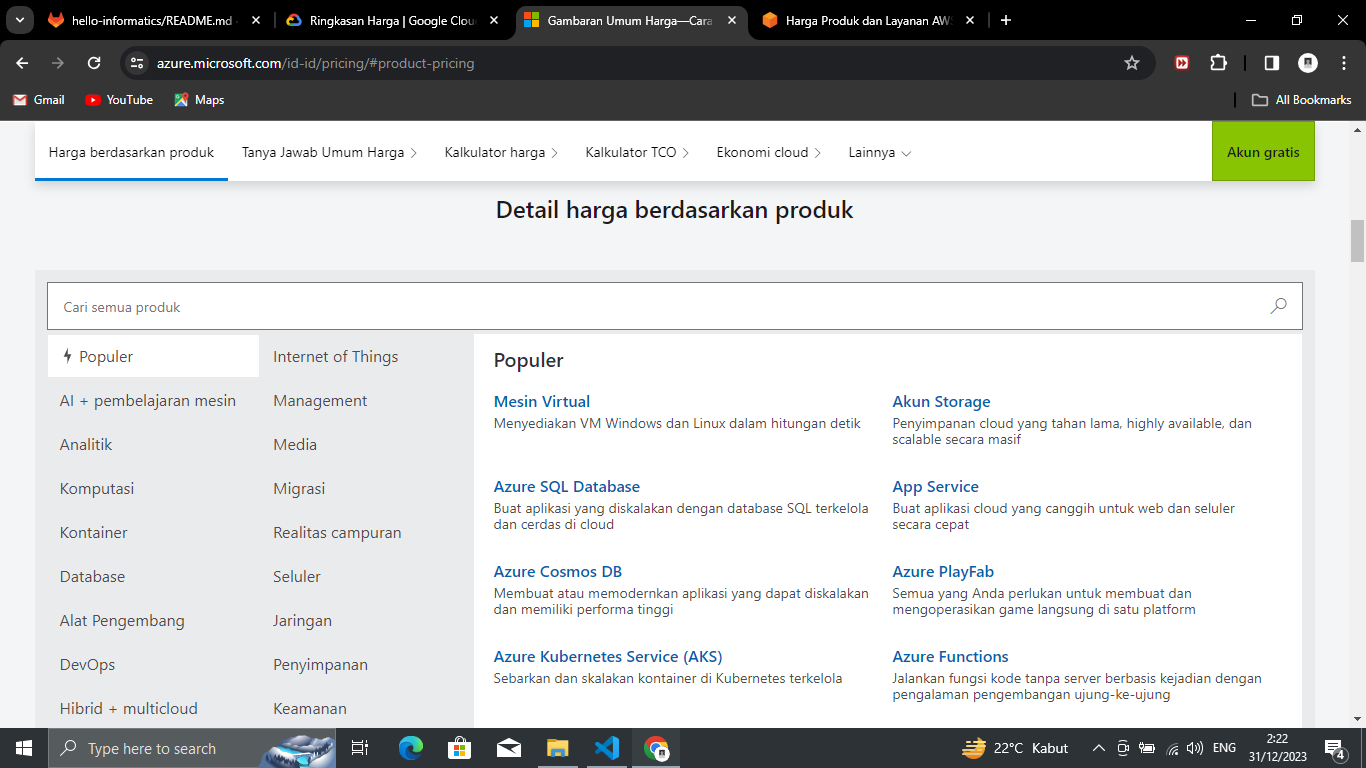 hello-informatics/README.md -
Ringkasan Harga | Google Cloud
Gambaran Umum Harga—Cara
Harga Produk dan Layanan AWS
azure.microsoft.com/id-id/pricing/#product-pricing
Gmail
YouTube
Maps
All Bookmarks
Harga berdasarkan produk
Tanya Jawab Umum Harga
Kalkulator harga
Kalkulator TCO
Ekonomi cloud
Lainnya
Akun gratis
Detail harga berdasarkan produk
Cari semua produk
Populer
AI + pembelajaran mesin
Analitik
Komputasi
Kontainer
Database
Alat Pengembang
DevOps
Hibrid + multicloud
Internet of Things
Management
Media
Migrasi
Realitas campuran
Seluler
Jaringan
Penyimpanan
Keamanan
Populer
Mesin Virtual
Menyediakan VM Windows dan Linux dalam hitungan detik
Akun Storage
Penyimpanan cloud yang tahan lama, highly available, dan
scalable secara masif
Azure SQL Database
Buat aplikasi yang diskalakan dengan database SQL terkelola
dan cerdas di cloud
App Service
Buat aplikasi cloud yang canggih untuk web dan seluler
secara cepat
Azure Cosmos DB
Membuat atau memodernkan aplikasi yang dapat diskalakan
dan memiliki performa tinggi
Azure PlayFab
Semua yang Anda perlukan untuk membuat dan
mengoperasikan game langsung di satu platform
Azure Kubernetes Service (AKS)
Sebarkan dan skalakan kontainer di Kubernetes terkelola
Azure Functions
Jalankan fungsi kode tanpa server berbasis kejadian dengan
pengalaman pengembangan ujung-ke-ujung
Type here to search
22°C Kabut
ENG
2:22
31/12/2023
4